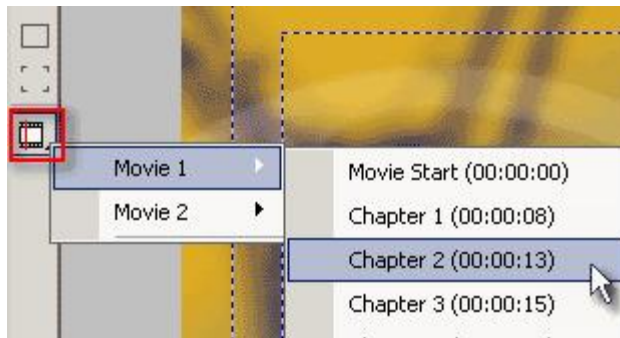 Movie 1
Movie 2
Movie Start (00:00:00)
Chapter 1 (00:00:08)
Chapter 2 (00:00:13)
Chapter 3 (00:00:15)